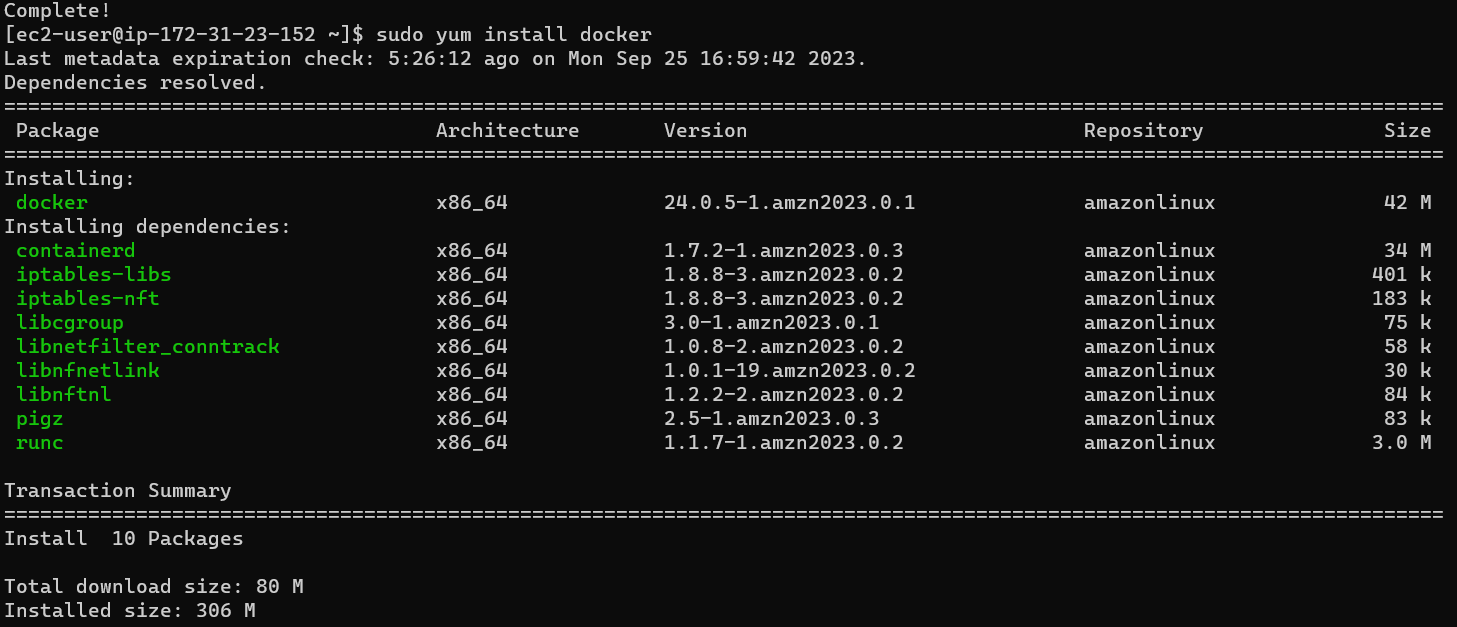 Complete!
[ec2-user@ip-172-31-23-152 ~]$ sudo yum install docker
Last metadata expiration check: 5:26:12 ago on Mon Sep 25 16:59:42 2023.
Dependencies resolved.
========================================================================================================================
Package Architecture Version Repository Size
========================================================================================================================
Installing:
docker x86_64 24.0.5-1.amzn2023.0.1 amazonlinux 42 M
Installing dependencies:
containerd x86_64 1.7.2-1.amzn2023.0.3 amazonlinux 34 M
iptables-libs x86_64 1.8.8-3.amzn2023.0.2 amazonlinux 401 k
iptables-nft x86_64 1.8.8-3.amzn2023.0.2 amazonlinux 183 k
libcgroup x86_64 3.0-1.amzn2023.0.1 amazonlinux 75 k
libnetfilter_conntrack x86_64 1.0.8-2.amzn2023.0.2 amazonlinux 58 k
libnfnetlink x86_64 1.0.1-19.amzn2023.0.2 amazonlinux 30 k
libnftnl x86_64 1.2.2-2.amzn2023.0.2 amazonlinux 84 k
pigz x86_64 2.5-1.amzn2023.0.3 amazonlinux 83 k
runc x86_64 1.1.7-1.amzn2023.0.2 amazonlinux 3.0 M
Transaction Summary
========================================================================================================================
Install  10 Packages
Total download size: 80 M
Installed size: 306 M